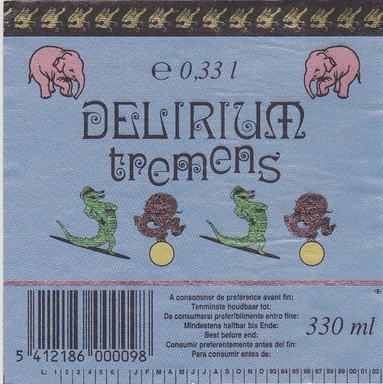 ℮ 0,33 l
DELIRIUM
tremens
A consommer de préférence avant fin:
Tenminste houdbaar tot:
Da consumarsi preferibilmente entro fine:
Mindestens haltbar bis Ende:
Best before end:
Consumir preferentemente antes del fin:
Para consumir antes de:
330 ml
5 412186 000098
L: 1 2 3 4 5 6 J F M A M J J A S O N D 93 94 95 96 97 98 99 00 01 02